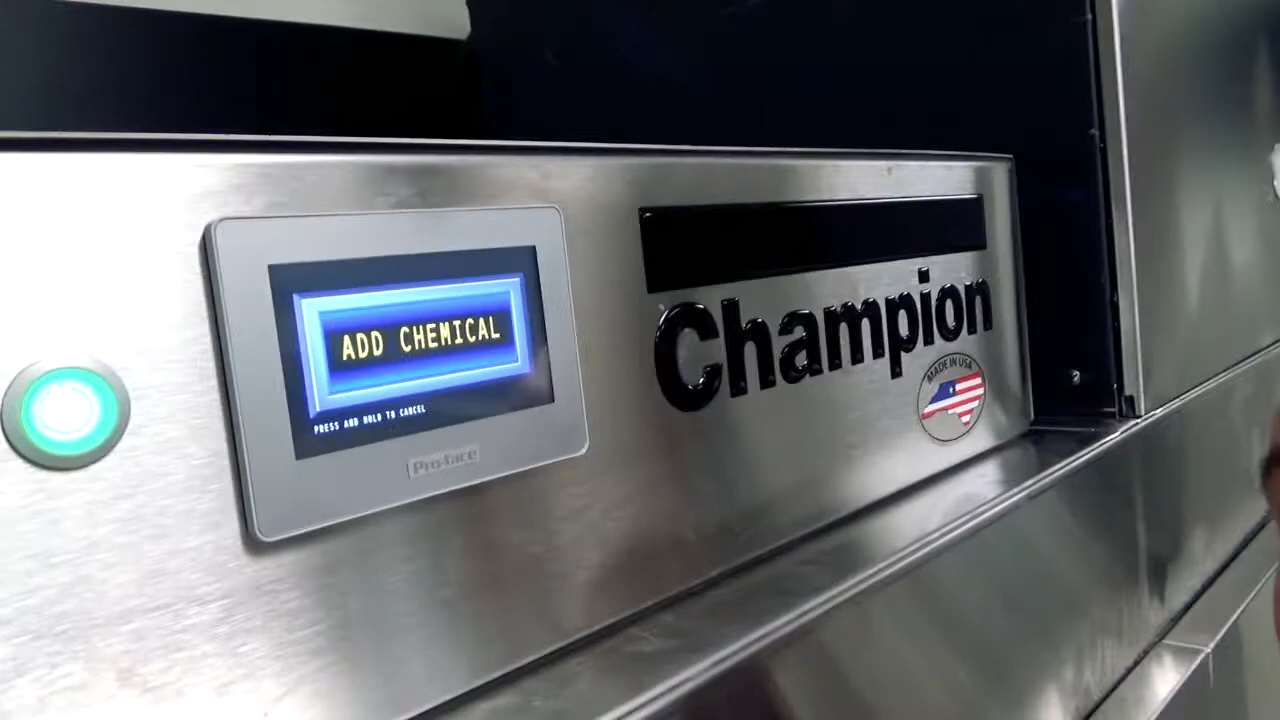 ADD CHEMICAL
PRESS AND HOLD TO CANCEL
Pro-face
Champion
MADE IN USA